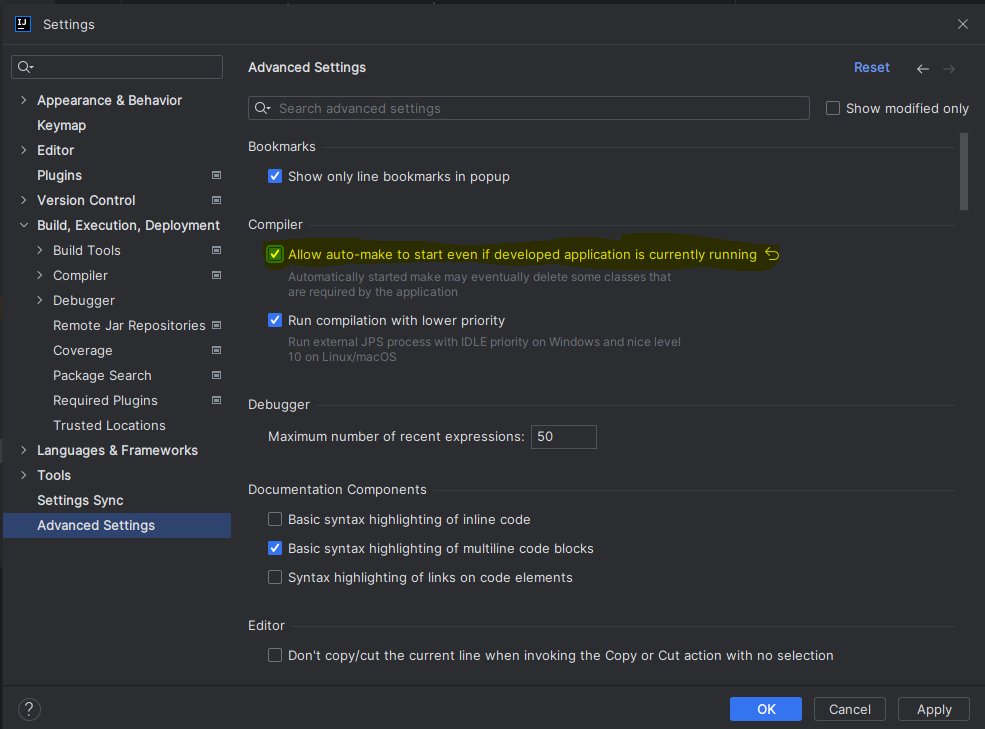 IJ
Settings
Appearance & Behavior
Keymap
Editor
Plugins
Version Control
Build, Execution, Deployment
Build Tools
Compiler
Debugger
Remote Jar Repositories
Coverage
Package Search
Required Plugins
Trusted Locations
Languages & Frameworks
Tools
Settings Sync
Advanced Settings
Advanced Settings
Reset
Search advanced settings
Show modified only
Bookmarks
Show only line bookmarks in popup
Compiler
Allow auto-make to start even if developed application is currently running
Automatically started make may eventually delete some classes that
are required by the application
Run compilation with lower priority
Run external JPS process with IDLE priority on Windows and nice level
10 on Linux/macOS
Debugger
Maximum number of recent expressions: 50
Documentation Components
Basic syntax highlighting of inline code
Basic syntax highlighting of multiline code blocks
Syntax highlighting of links on code elements
Editor
Don't copy/cut the current line when invoking the Copy or Cut action with no selection
?
OK
Cancel
Apply